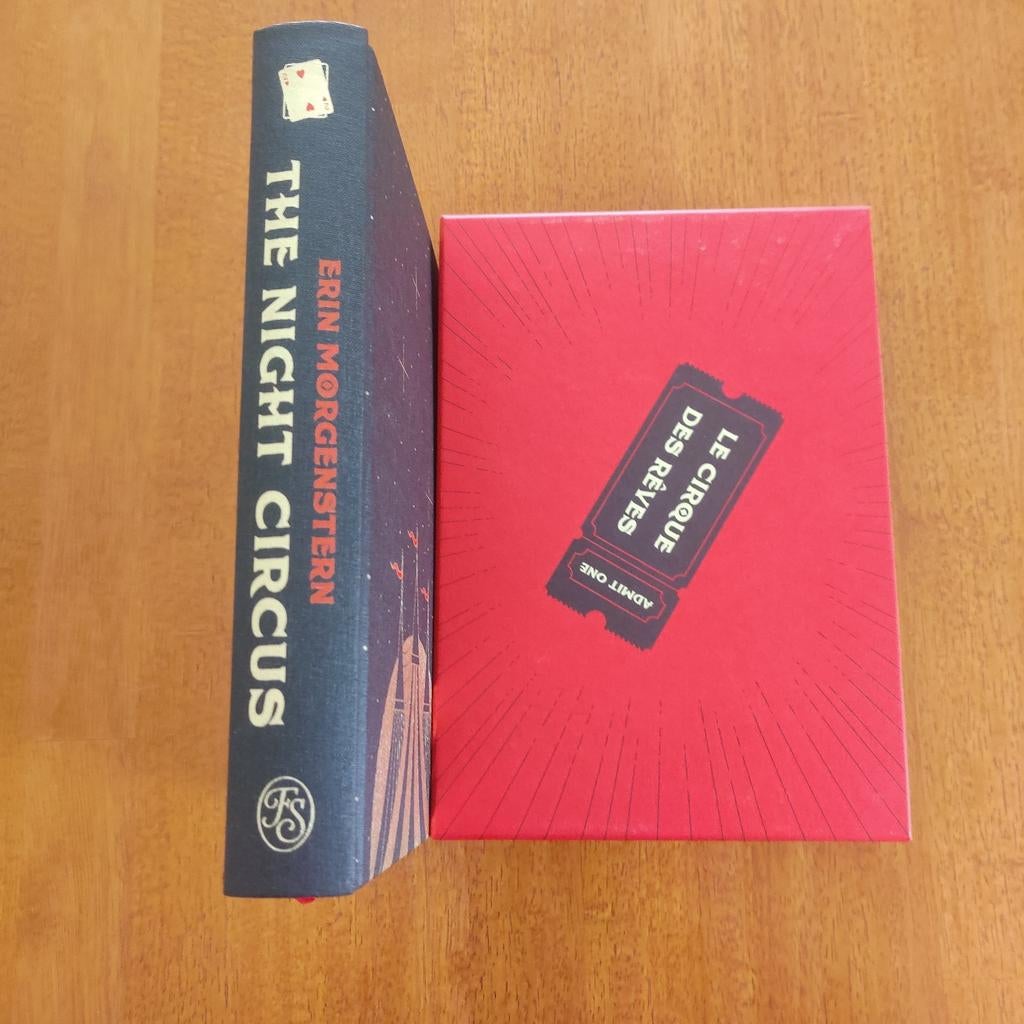 THE NIGHT CIRCUS
ERIN MORGENSTERN
FS
LE CIRQUE
DES RÊVES
ADMIT ONE